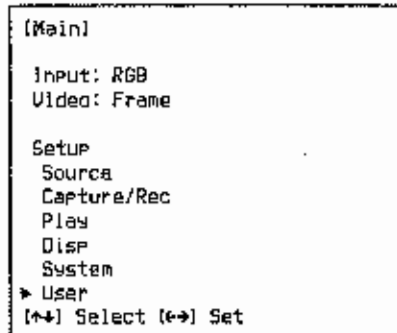 [Main]
Input: RGB
Video: Frame
Setup
Source
Capture/Rec
Play
Disp
System
▶ User
[↑↓] Select [←→] Set